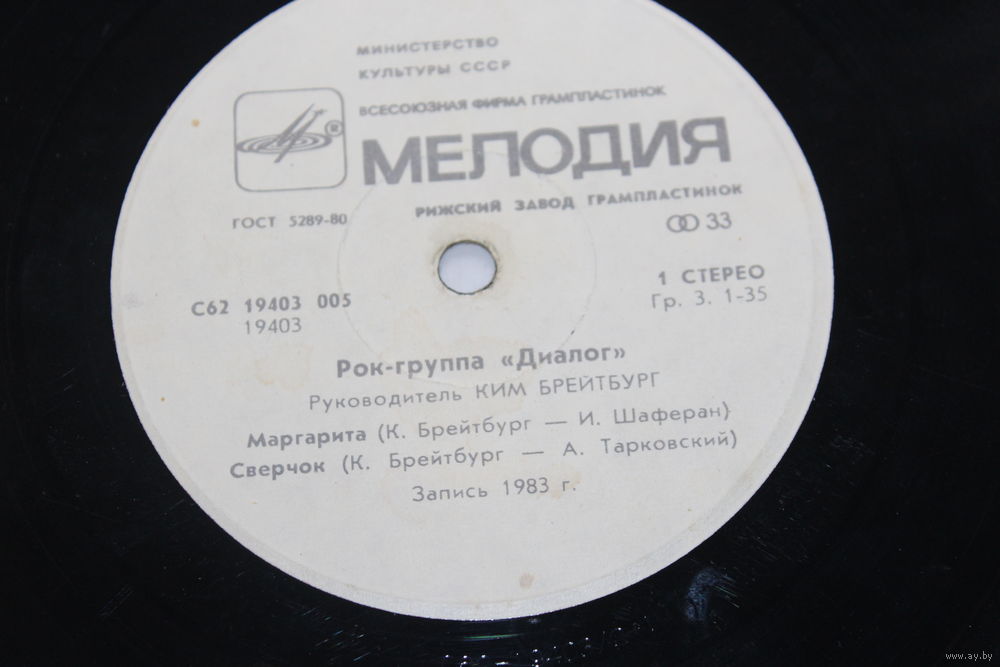 МИНИСТЕРСТВО
КУЛЬТУРЫ СССР
ВСЕСОЮЗНАЯ ФИРМА ГРАМПЛАСТИНОК
МЕЛОДИЯ
®
РИЖСКИЙ ЗАВОД ГРАМПЛАСТИНОК
ГОСТ 5289-80
33
С62 19403 005
19403
1 СТЕРЕО
Гр. 3. 1-35
Рок-группа «Диалог»
Руководитель КИМ БРЕЙТБУРГ
Маргарита (К. Брейтбург — И. Шаферан)
Сверчок (К. Брейтбург — А. Тарковский)
Запись 1983 г.
www.ay.by